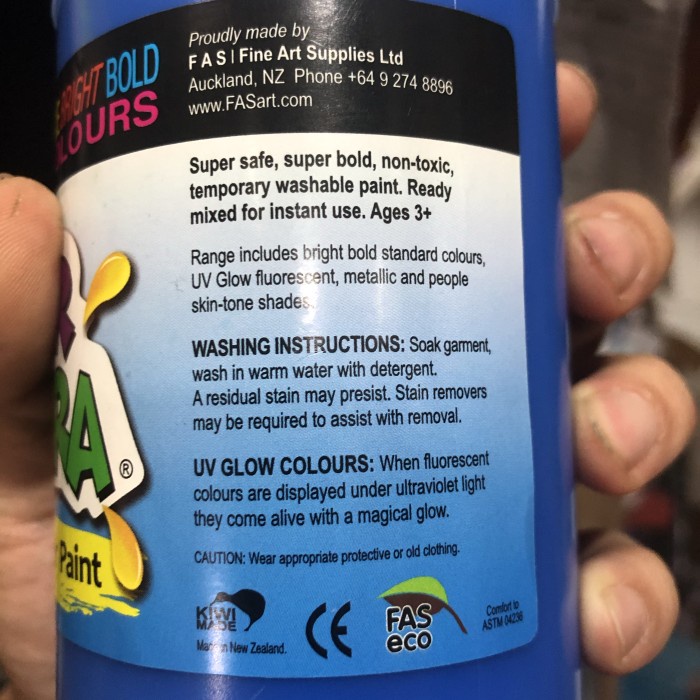 Proudly made by
FAS | Fine Art Supplies Ltd
Auckland, NZ Phone +64 9 274 8896
www.FASart.com
BRIGHT BOLD
LOURS
Super safe, super bold, non-toxic,
temporary washable paint. Ready
mixed for instant use. Ages 3+
Range includes bright bold standard colours,
UV Glow fluorescent, metallic and people
skin-tone shades.
WASHING INSTRUCTIONS: Soak garment,
wash in warm water with detergent.
A residual stain may presist. Stain removers
may be required to assist with removal.
UV GLOW COLOURS: When fluorescent
colours are displayed under ultraviolet light
they come alive with a magical glow.
CAUTION: Wear appropriate protective or old clothing.
RA ®
Paint
KIWI
MADE
Made in New Zealand.
CE
FAS
eco
Comfort to
ASTM 04236